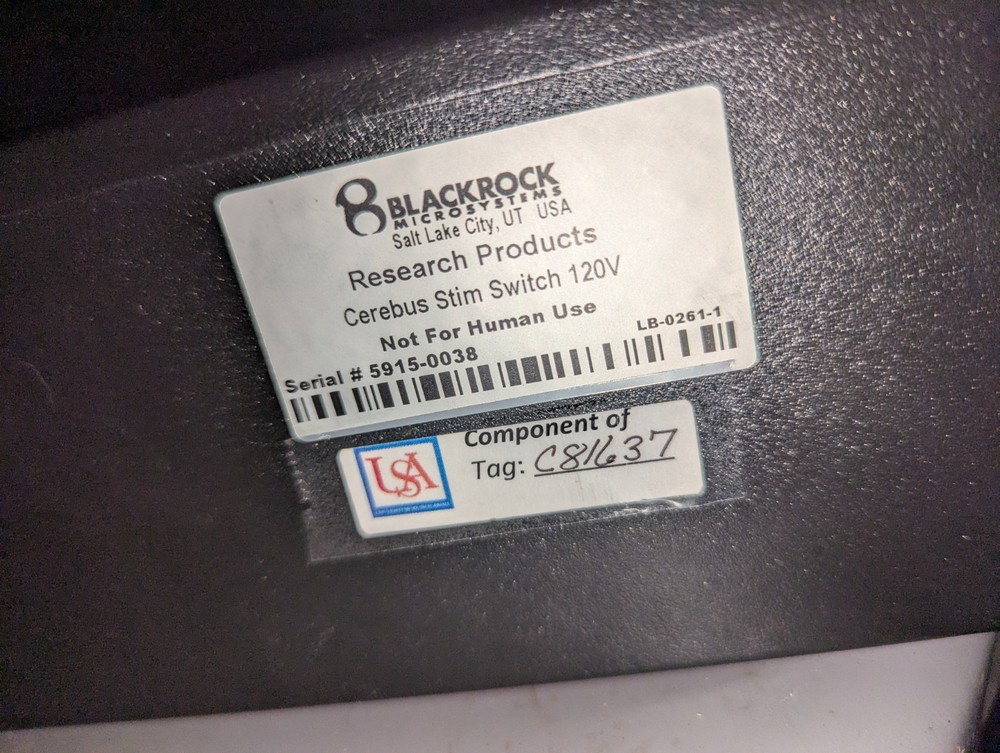 BLACKROCK
MICROSYSTEMS
Salt Lake City, UT USA
Research Products
Cerebus Stim Switch 120V
Not For Human Use
LB-0261-1
Serial # 5915-0038
Component of
USA
Tag: C81637